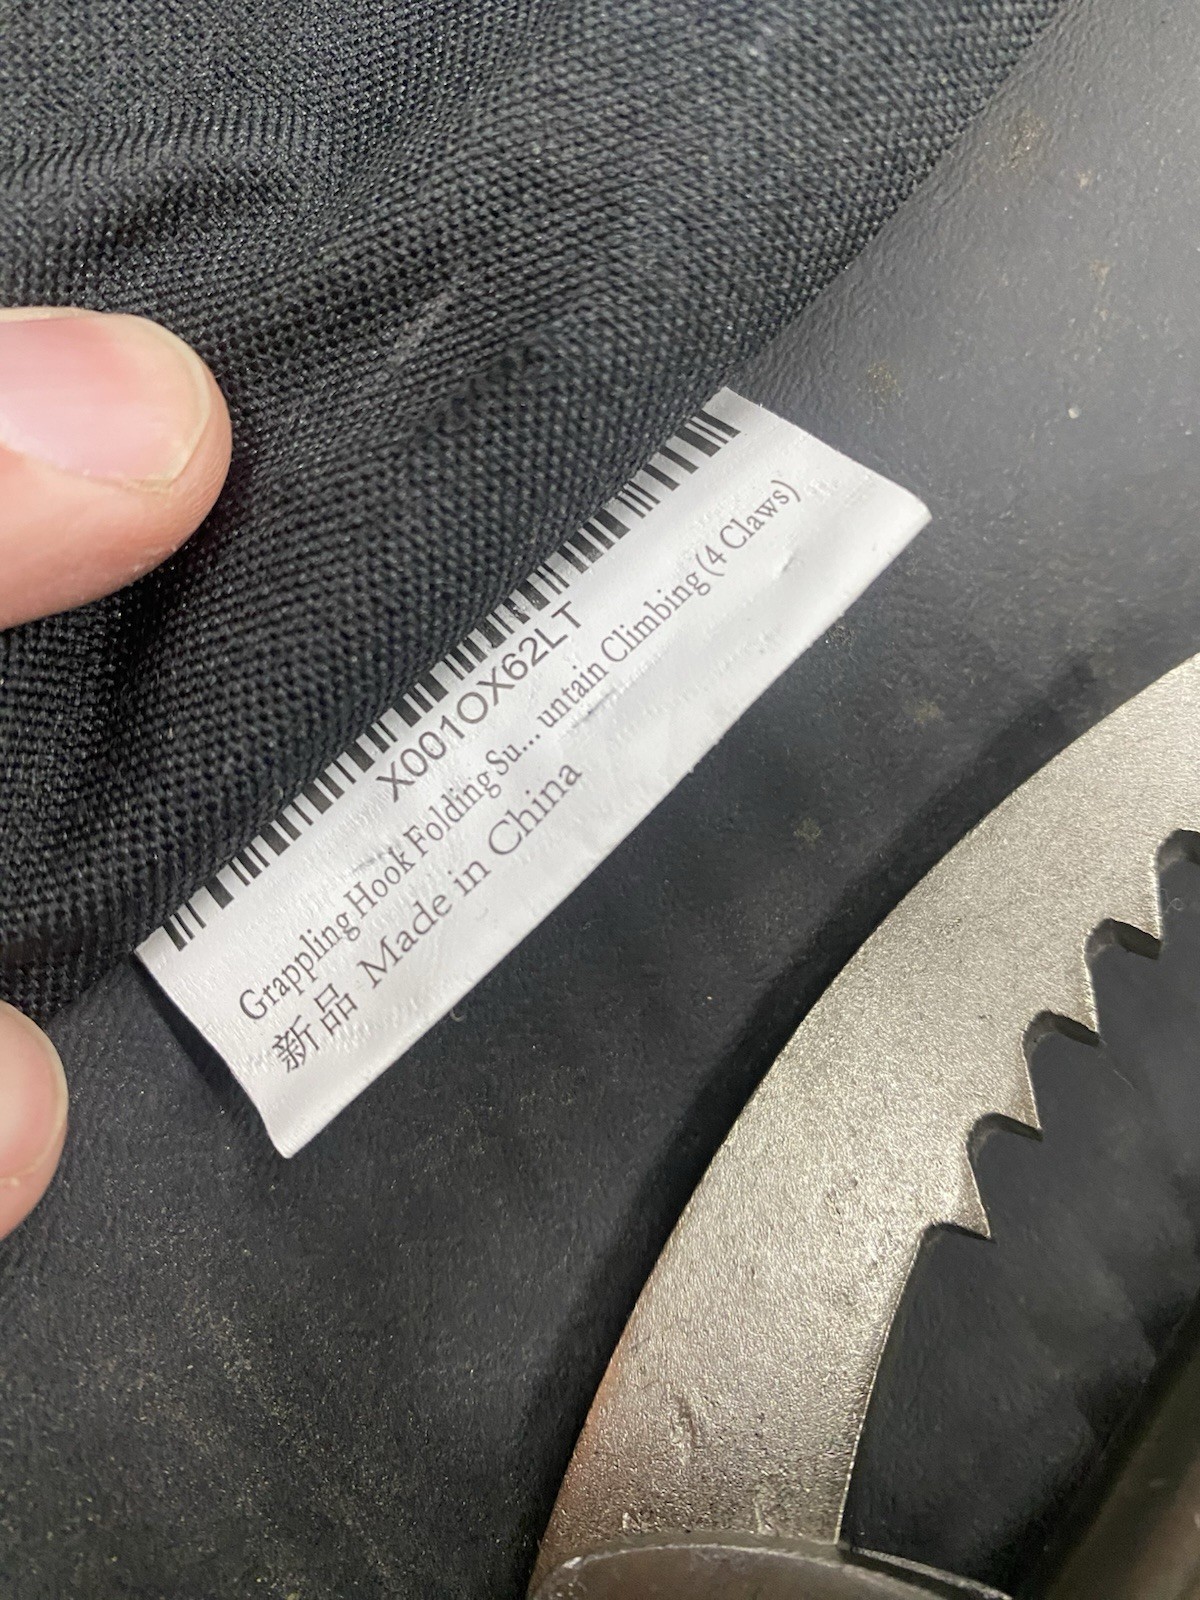 X001OX62LT
Grappling Hook Folding Su... untain Climbing (4 Claws)
新品 Made in China